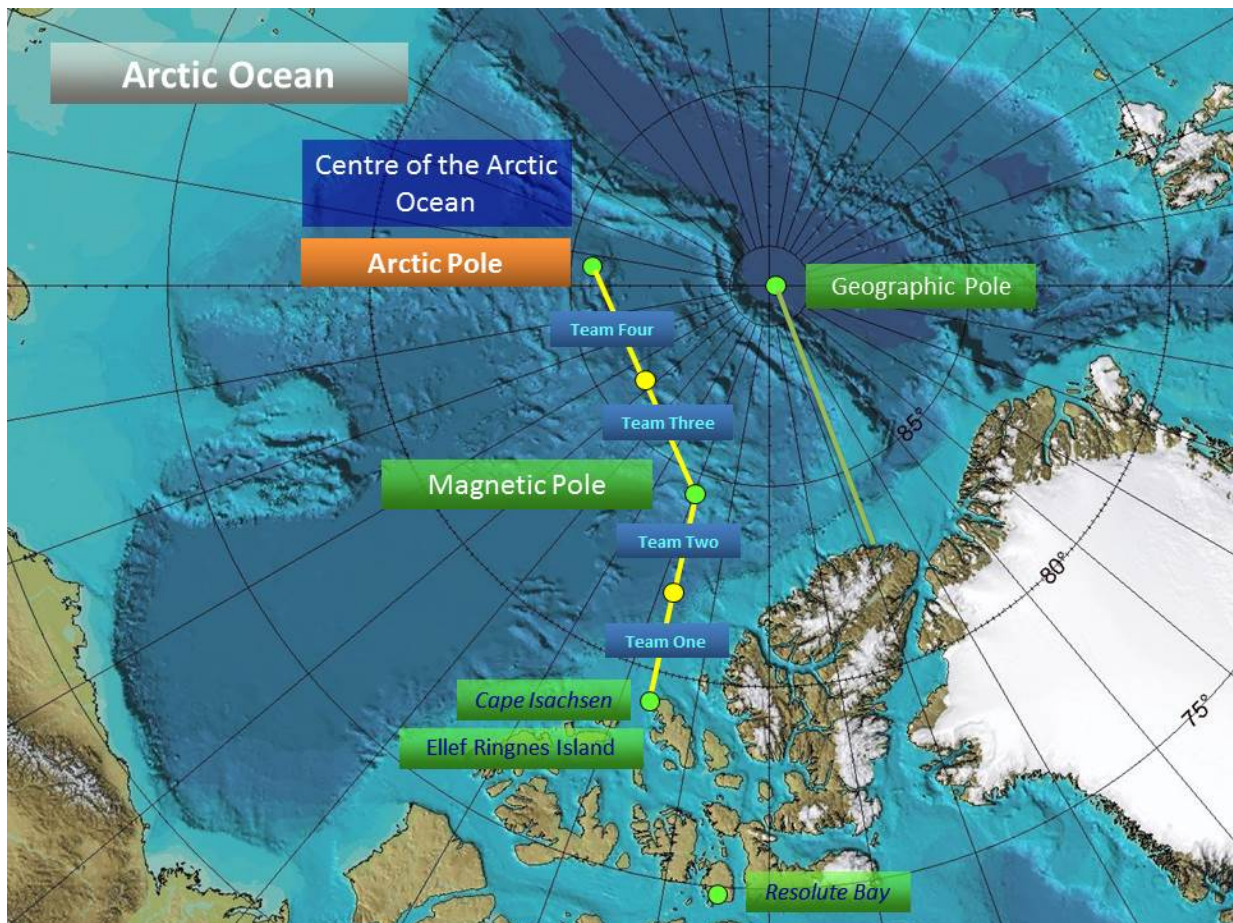 Arctic Ocean
Centre of the Arctic
Ocean
Arctic Pole
Geographic Pole
Team Four
Team Three
85°
Magnetic Pole
Team Two
80°
Team One
Cape Isachsen
75°
Ellef Ringnes Island
Resolute Bay